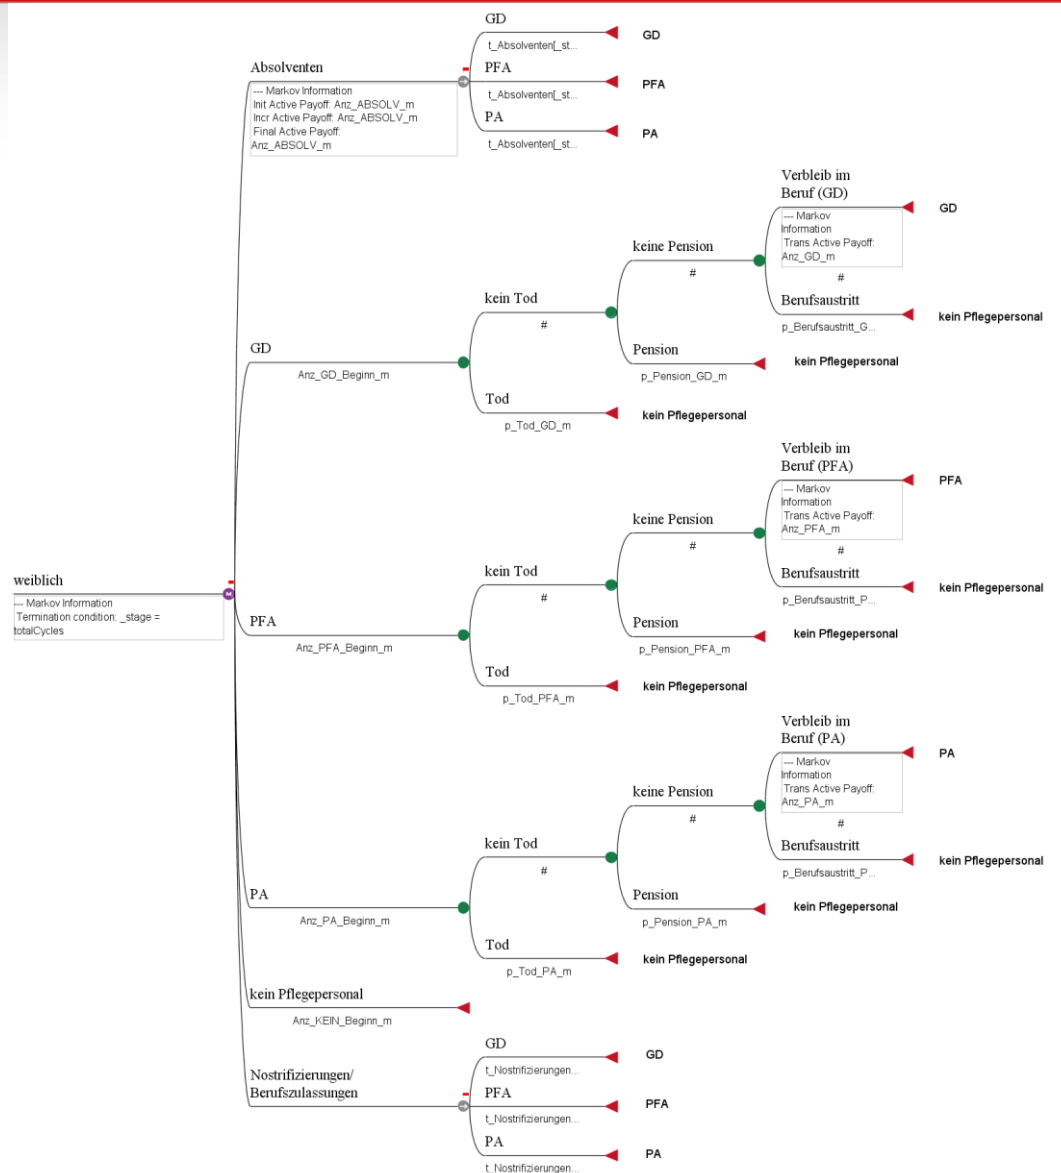 GD
t_Absolventen[_st...
GD
Absolventen
PFA
--- Markov Information
Init Active Payoff: Anz_ABSOLV_m
Incr Active Payoff: Anz_ABSOLV_m
Final Active Payoff:
Anz_ABSOLV_m
t_Absolventen[_st...
PFA
PA
t_Absolventen[_st...
PA
Verbleib im
Beruf (GD)
--- Markov
Information
Trans Active Payoff:
Anz_GD_m
#
GD
keine Pension
#
kein Tod
#
Berufsaustritt
p_Berufsaustritt_G...
kein Pflegepersonal
GD
Anz_GD_Beginn_m
Pension
p_Pension_GD_m
kein Pflegepersonal
Tod
p_Tod_GD_m
kein Pflegepersonal
Verbleib im
Beruf (PFA)
--- Markov
Information
Trans Active Payoff:
Anz_PFA_m
#
PFA
keine Pension
#
kein Tod
#
Berufsaustritt
p_Berufsaustritt_P...
kein Pflegepersonal
weiblich
--- Markov Information
Termination condition: _stage =
totalCycles
M
PFA
Anz_PFA_Beginn_m
Pension
p_Pension_PFA_m
kein Pflegepersonal
Tod
p_Tod_PFA_m
kein Pflegepersonal
Verbleib im
Beruf (PA)
--- Markov
Information
Trans Active Payoff:
Anz_PA_m
#
PA
keine Pension
#
kein Tod
#
Berufsaustritt
p_Berufsaustritt_P...
kein Pflegepersonal
PA
Anz_PA_Beginn_m
Pension
p_Pension_PA_m
kein Pflegepersonal
Tod
p_Tod_PA_m
kein Pflegepersonal
kein Pflegepersonal
Anz_KEIN_Beginn_m
GD
t_Nostrifizierungen...
GD
Nostrifizierungen/
Berufszulassungen
PFA
t_Nostrifizierungen...
PFA
PA
t_Nostrifizierungen...
PA